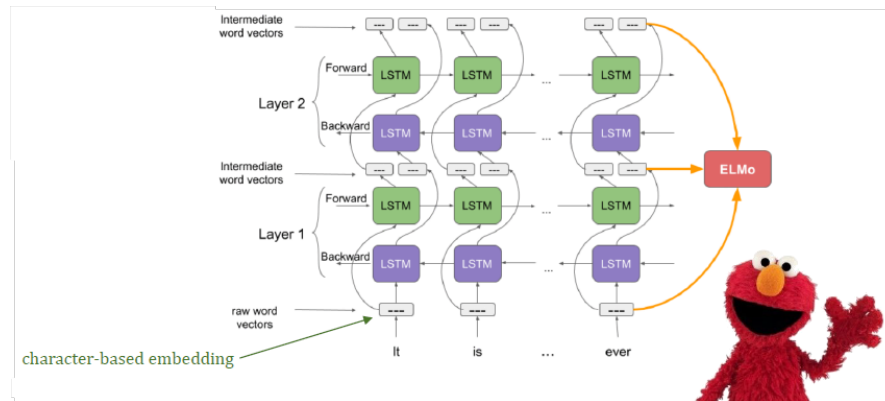 Intermediate
word vectors
--- --- --- --- --- ---
Forward
LSTM LSTM ... LSTM
Layer 2
Backward
LSTM LSTM ... LSTM
Intermediate
word vectors
--- --- --- --- --- ---
ELMo
Forward
LSTM LSTM ... LSTM
Layer 1
Backward
LSTM LSTM ... LSTM
raw word
vectors
--- --- ---
character-based embedding
It is ... ever